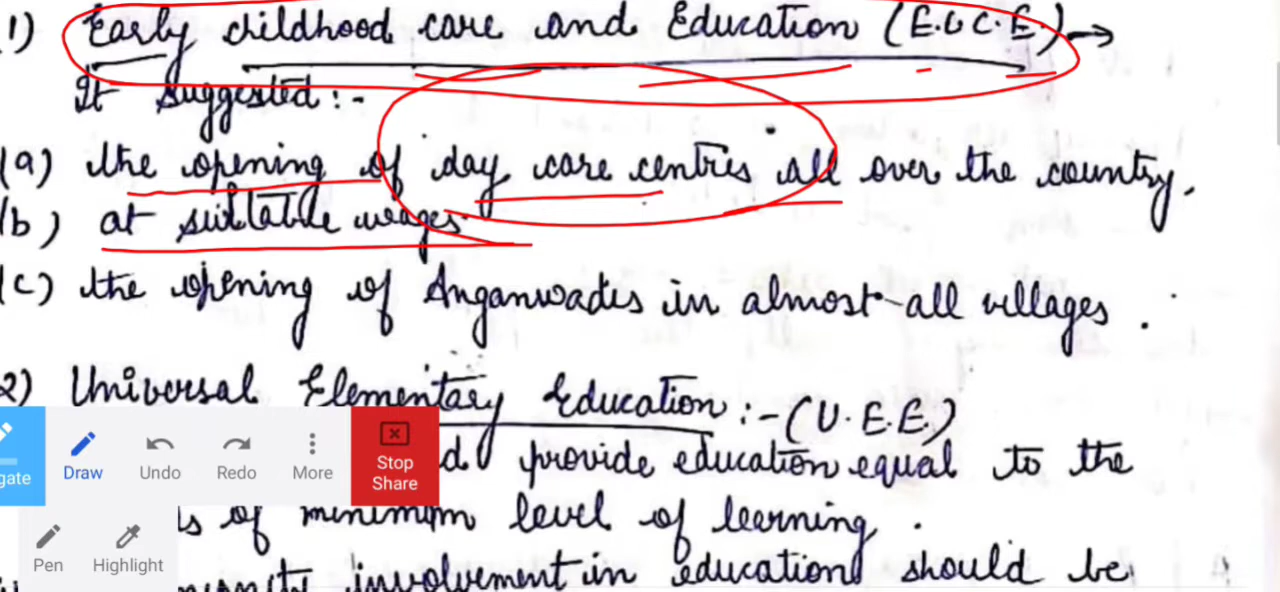 1) Early childhood care and Education (E.C.C.E.) →
It suggested :-
(a) the opening of day care centres all over the country.
(b) at suitable wages
(c) the opening of Anganwadis in almost all villages.
2) Universal Elementary Education :- (U.E.E)
provide education equal to the
of minimum level of learning.
involvement in education should be
gate
Draw
Undo
Redo
More
Stop
Share
Pen
Highlight